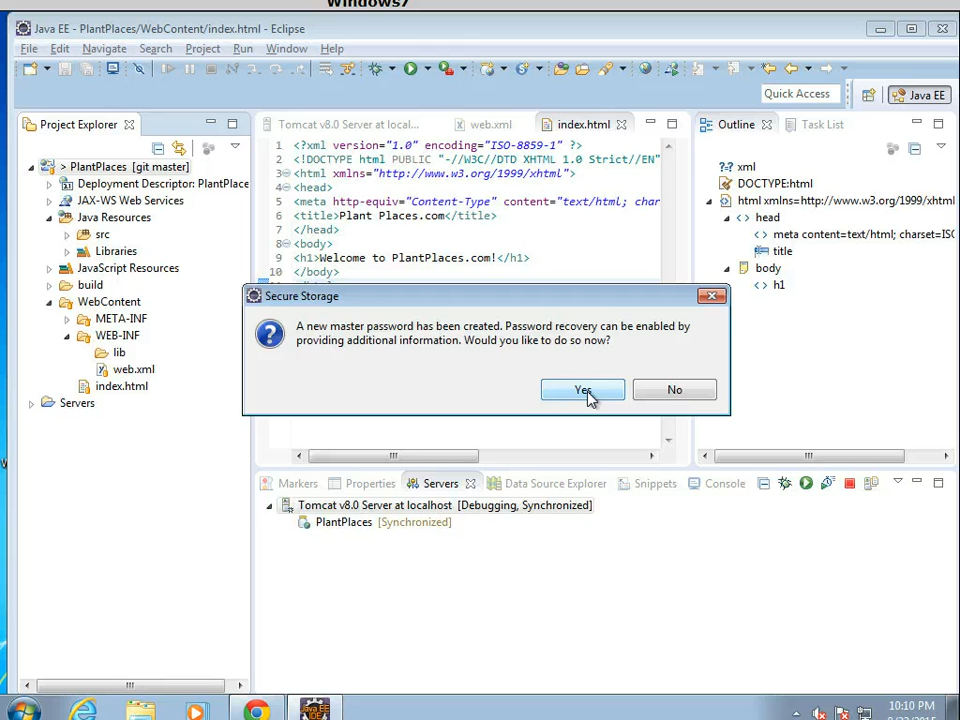 Windows7
Java EE - PlantPlaces/WebContent/index.html - Eclipse
File Edit Navigate Search Project Run Window Help
Quick Access
Java EE
Project Explorer
> PlantPlaces [git master]
Deployment Descriptor: PlantPlace
JAX-WS Web Services
Java Resources
src
Libraries
JavaScript Resources
build
WebContent
META-INF
WEB-INF
lib
web.xml
index.html
Servers
Tomcat v8.0 Server at local... web.xml index.html
1 <?xml version="1.0" encoding="ISO-8859-1" ?>
2 <!DOCTYPE html PUBLIC "-//W3C//DTD XHTML 1.0 Strict//EN"
3 <html xmlns="http://www.w3.org/1999/xhtml">
4 <head>
5 <meta http-equiv="Content-Type" content="text/html; char
6 <title>Plant Places.com</title>
7 </head>
8 <body>
9 <h1>Welcome to PlantPlaces.com!</h1>
10 </body>
Outline Task List
xml
DOCTYPE:html
html xmlns=http://www.w3.org/1999/xhtml
head
meta content=text/html; charset=ISO
title
body
h1
Secure Storage
A new master password has been created. Password recovery can be enabled by
providing additional information. Would you like to do so now?
Yes No
Markers Properties Servers Data Source Explorer Snippets Console
Tomcat v8.0 Server at localhost [Debugging, Synchronized]
PlantPlaces [Synchronized]
Java EE
IDE
10:10 PM